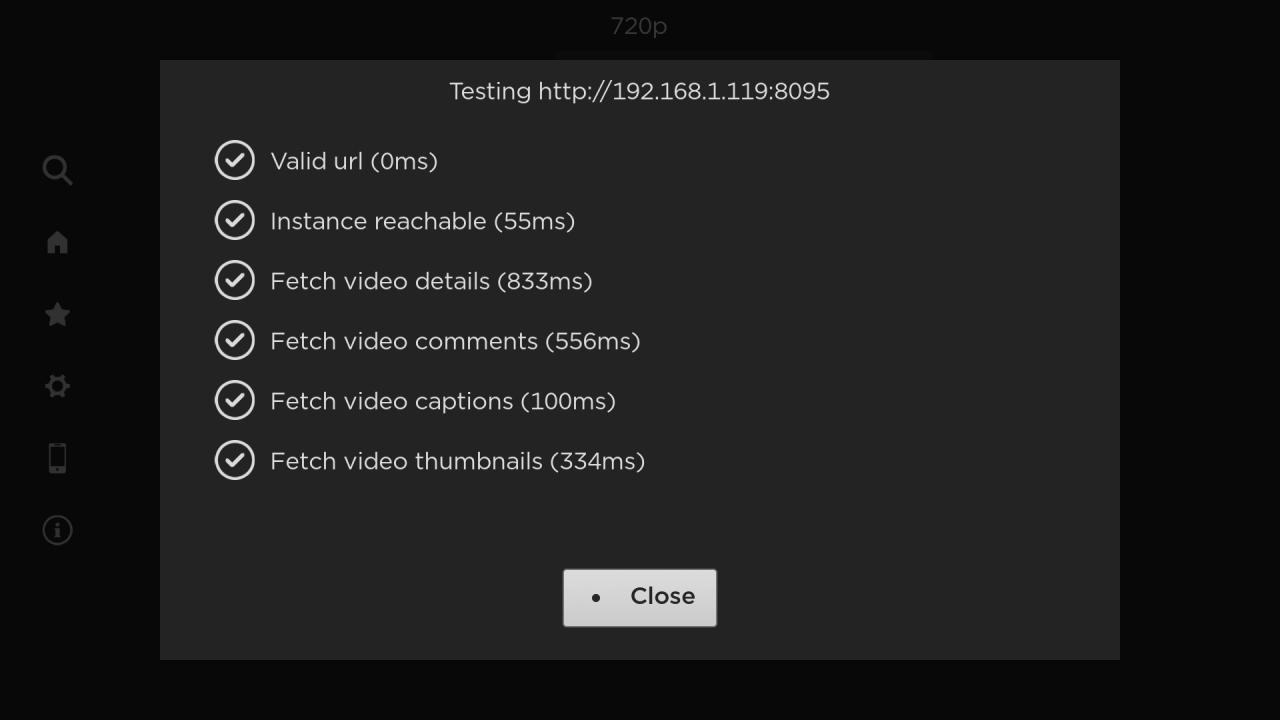 720p
Testing http://192.168.1.119:8095
Valid url (0ms)
Instance reachable (55ms)
Fetch video details (833ms)
Fetch video comments (556ms)
Fetch video captions (100ms)
Fetch video thumbnails (334ms)
• Close